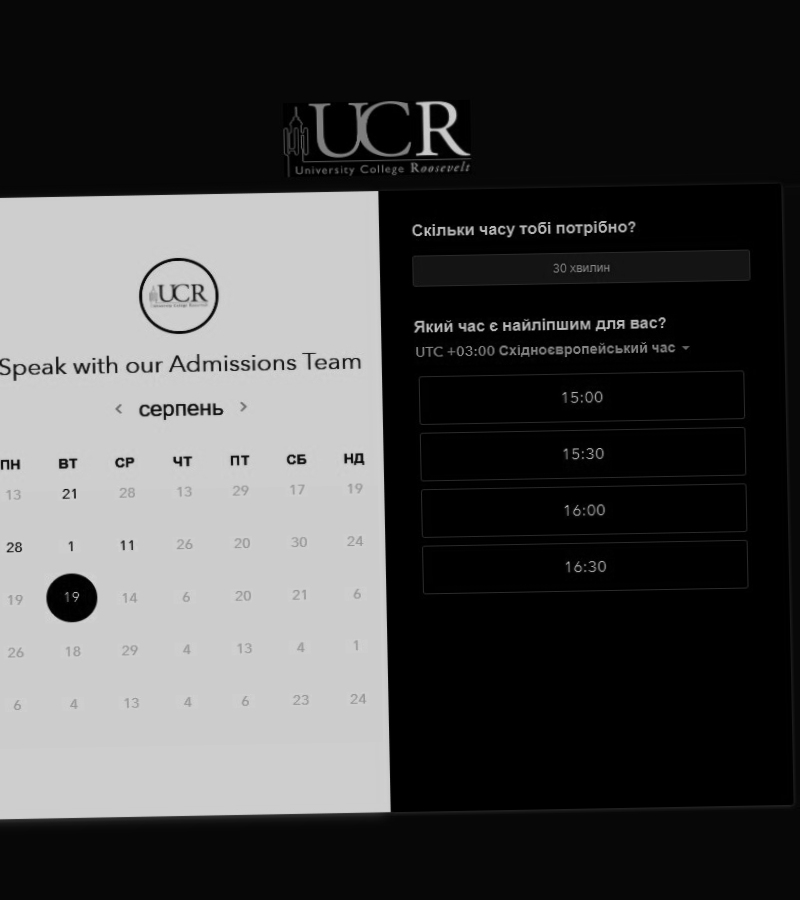 UCR
University College Roosevelt
UCR
Speak with our Admissions Team
серпень
ПН ВТ СР ЧТ ПТ СБ НД
13 21 28 13 29 17 19
28 1 11 26 20 30 24
19 19 14 6 20 21 6
26 18 29 4 13 4 1
6 4 13 4 6 23 24
Скільки часу тобі потрібно?
30 хвилин
Який час є найліпшим для вас?
UTC +03:00 Східноєвропейський час
15:00
15:30
16:00
16:30